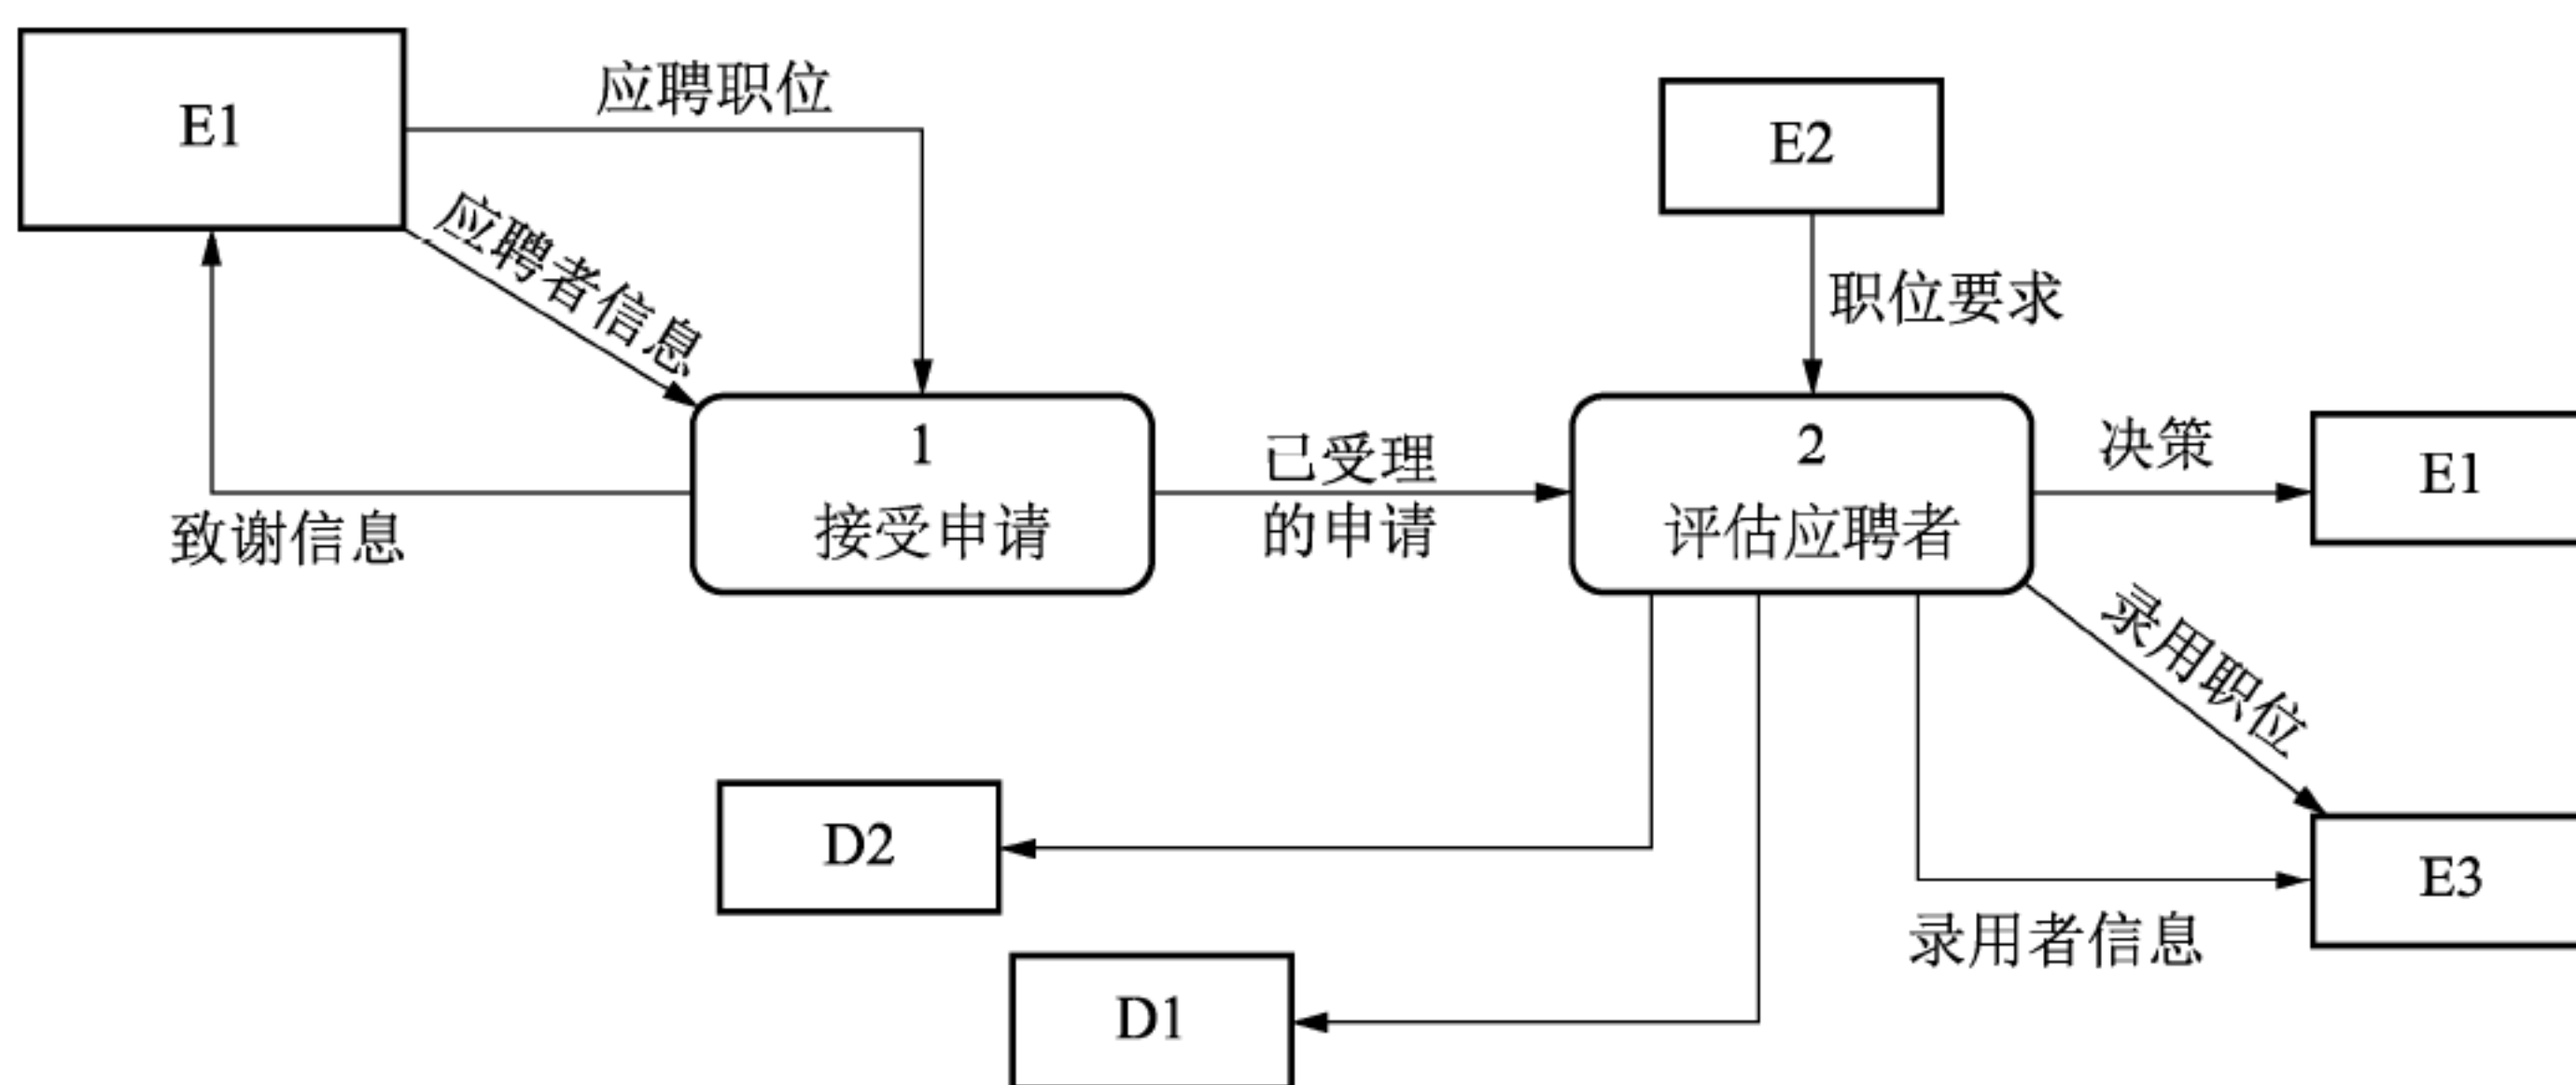 E1
应聘职位
E2
应聘者信息
职位要求
1
接受申请
已受理
的申请
2
评估应聘者
决策
E1
致谢信息
录用职位
D2
E3
录用者信息
D1